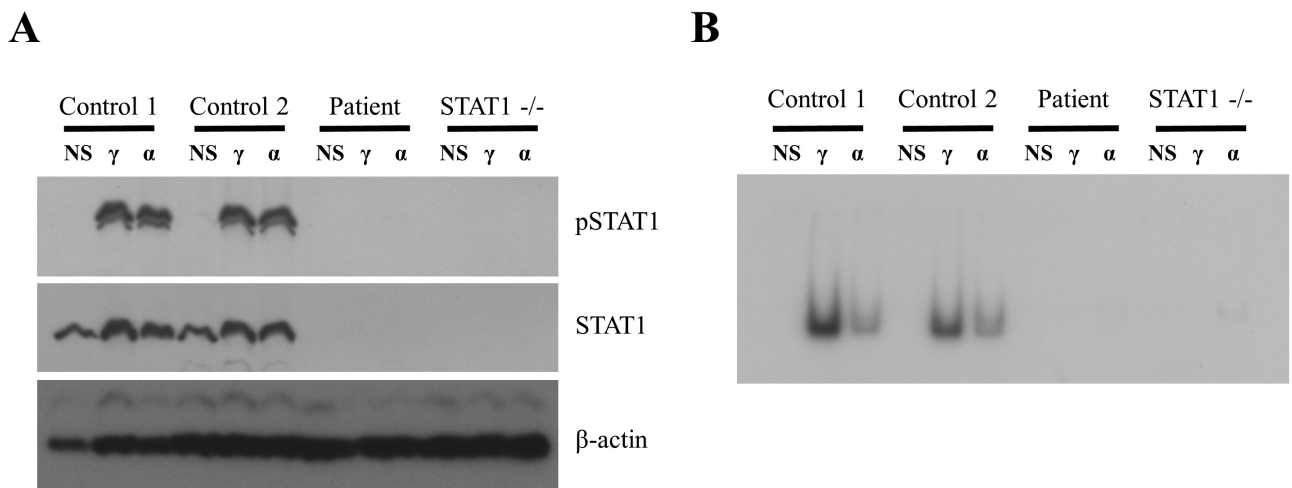 A
Control 1 Control 2 Patient STAT1 -/-
NS γ α NS γ α NS γ α NS γ α
pSTAT1
STAT1
β-actin
B
Control 1 Control 2 Patient STAT1 -/-
NS γ α NS γ α NS γ α NS γ α